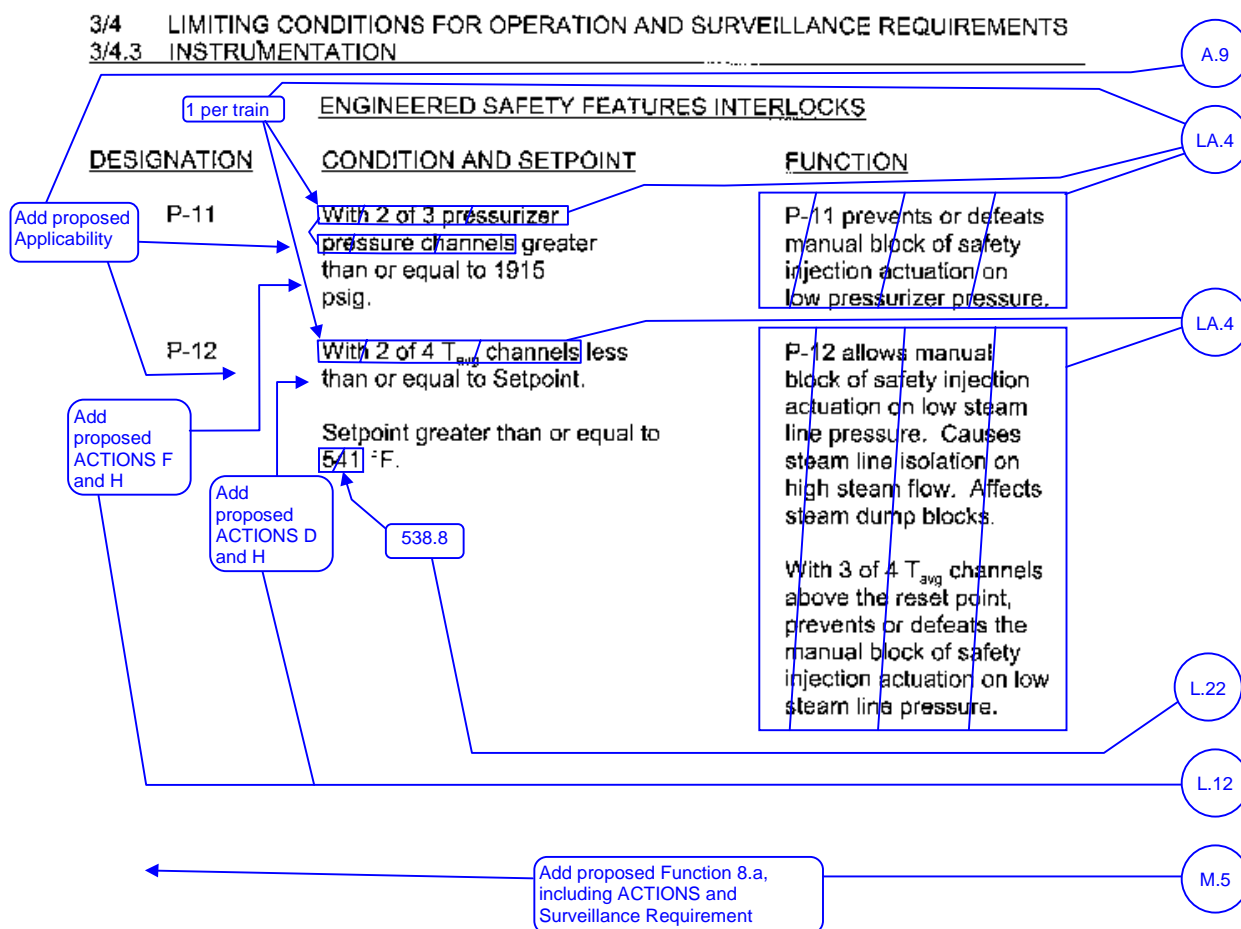 3/4 LIMITING CONDITIONS FOR OPERATION AND SURVEILLANCE REQUIREMENTS
3/4.3 INSTRUMENTATION
A.9
1 per train
ENGINEERED SAFETY FEATURES INTERLOCKS
LA.4
DESIGNATION CONDITION AND SETPOINT FUNCTION
Add proposed
Applicability
P-11
With 2 of 3 pressurizer
pressure channels greater
than or equal to 1915
psig.
P-11 prevents or defeats
manual block of safety
injection actuation on
low pressurizer pressure.
LA.4
P-12
With 2 of 4 Tavg channels less
than or equal to Setpoint.
Setpoint greater than or equal to
541 °F.
P-12 allows manual
block of safety injection
actuation on low steam
line pressure. Causes
steam line isolation on
high steam flow. Affects
steam dump blocks.
With 3 of 4 Tavg channels
above the reset point,
prevents or defeats the
manual block of safety
injection actuation on low
steam line pressure.
Add
proposed
ACTIONS F
and H
Add
proposed
ACTIONS D
and H
538.8
L.22
L.12
Add proposed Function 8.a,
including ACTIONS and
Surveillance Requirement
M.5